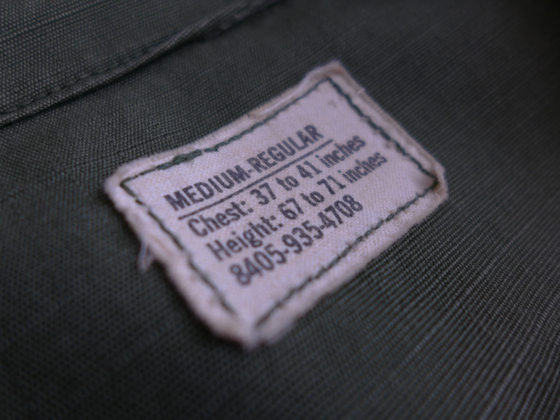 MEDIUM-REGULAR
Chest: 37 to 41 inches
Height: 67 to 71 inches
8405-935-4708